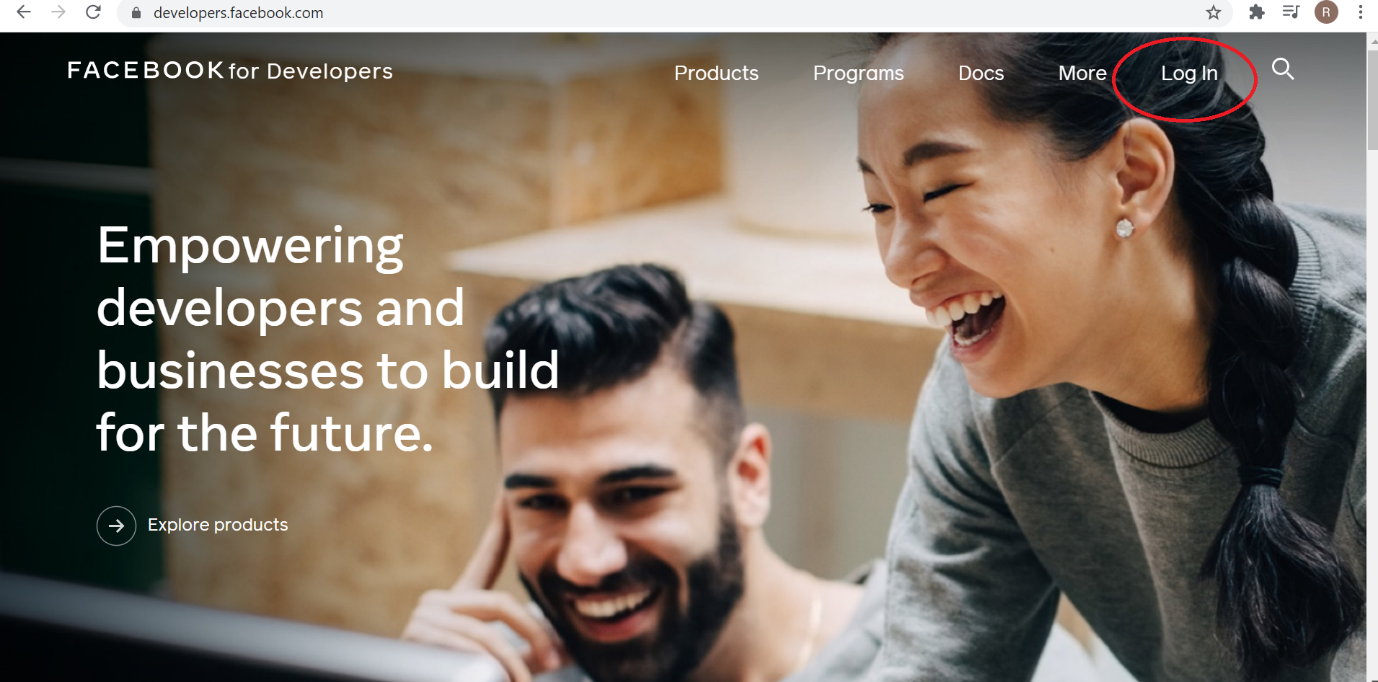 developers.facebook.com
R
FACEBOOK for Developers
Products Programs Docs More Log In
Empowering
developers and
businesses to build
for the future.
Explore products